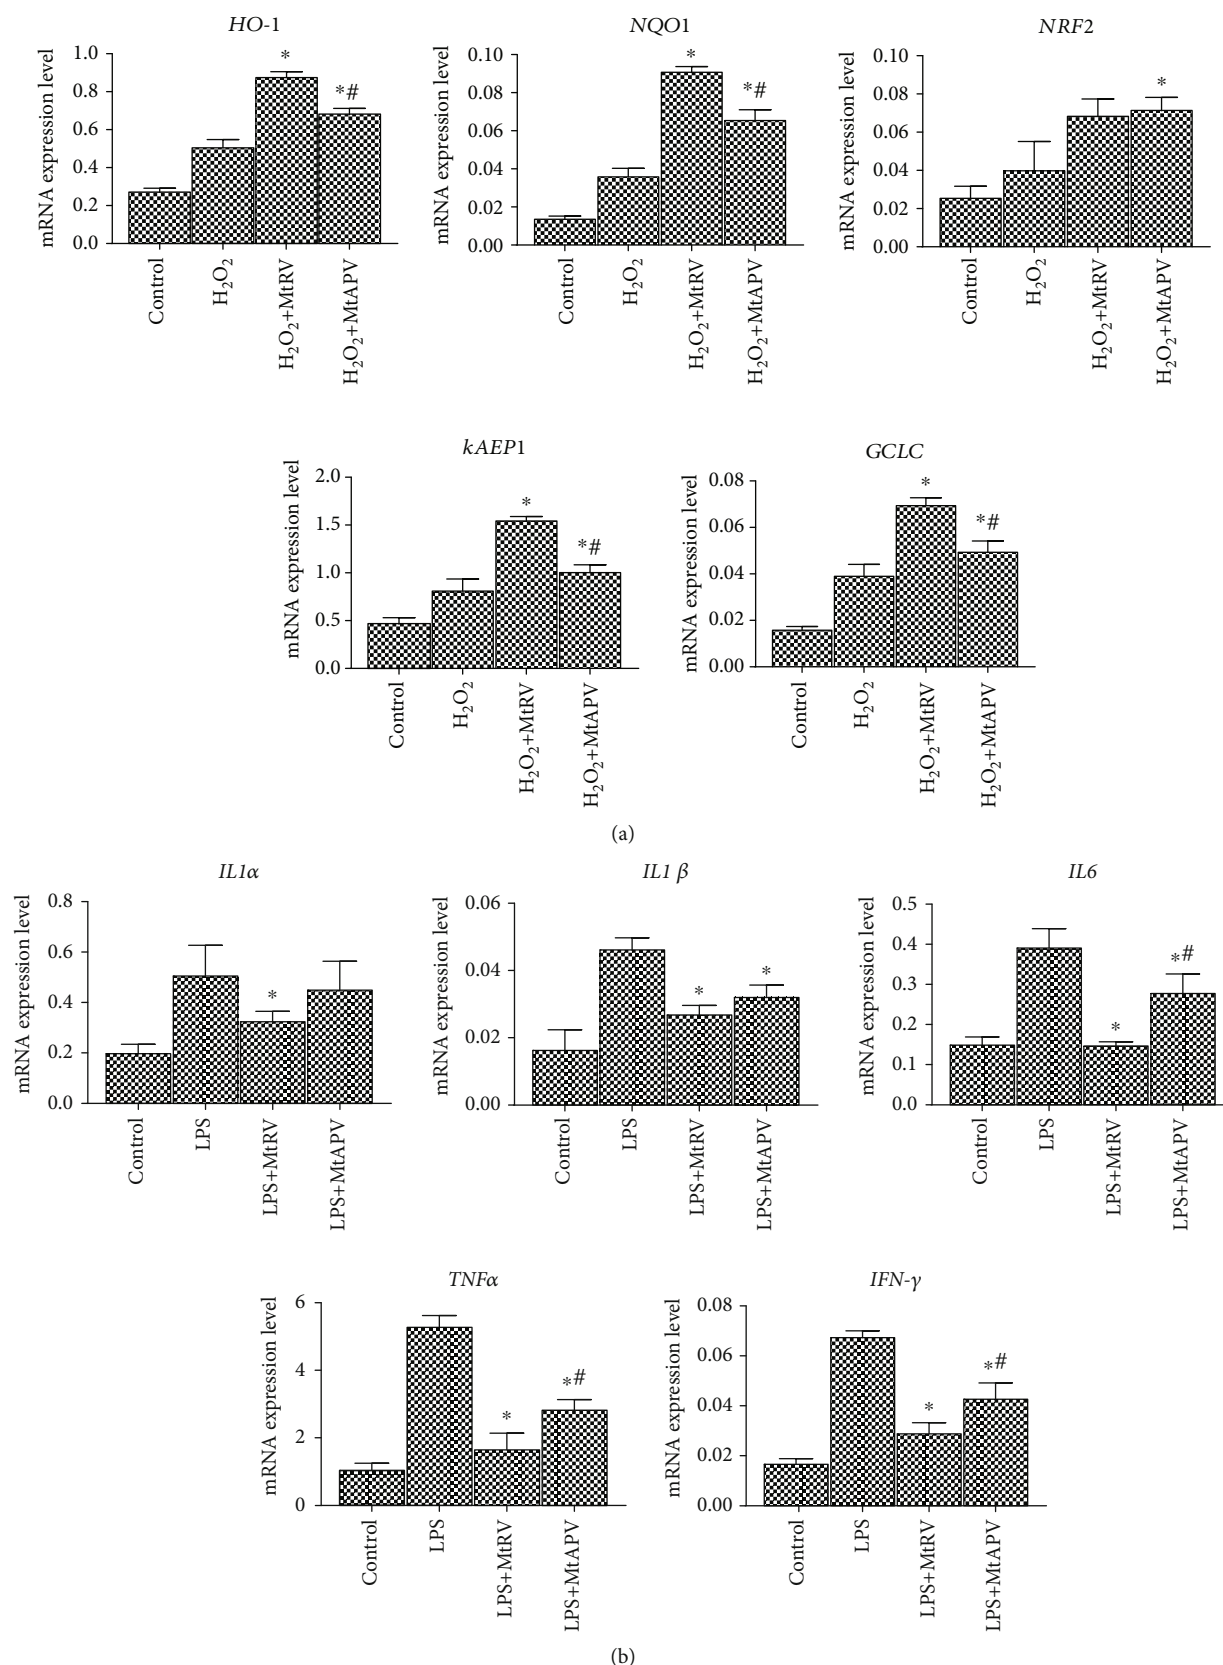 HO-1
mRNA expression level
1.0
0.8
0.6
0.4
0.2
0.0
*
*#
Control
H₂O₂
H₂O₂+MtRV
H₂O₂+MtAPV
NQO1
mRNA expression level
0.10
0.08
0.06
0.04
0.02
0.00
*
*#
Control
H₂O₂
H₂O₂+MtRV
H₂O₂+MtAPV
NRF2
mRNA expression level
0.10
0.08
0.06
0.04
0.02
0.00
*
Control
H₂O₂
H₂O₂+MtRV
H₂O₂+MtAPV
kAEP1
mRNA expression level
2.0
1.5
1.0
0.5
0.0
*
*#
Control
H₂O₂
H₂O₂+MtRV
H₂O₂+MtAPV
GCLC
mRNA expression level
0.08
0.06
0.04
0.02
0.00
*
*#
Control
H₂O₂
H₂O₂+MtRV
H₂O₂+MtAPV
(a)
IL1α
mRNA expression level
0.8
0.6
0.4
0.2
0.0
*
Control
LPS
LPS+MtRV
LPS+MtAPV
IL1 β
mRNA expression level
0.06
0.04
0.02
0.00
*
*
Control
LPS
LPS+MtRV
LPS+MtAPV
IL6
mRNA expression level
0.5
0.4
0.3
0.2
0.1
0.0
*
*#
Control
LPS
LPS+MtRV
LPS+MtAPV
TNFα
mRNA expression level
6
4
2
0
*
*#
Control
LPS
LPS+MtRV
LPS+MtAPV
IFN-γ
mRNA expression level
0.08
0.06
0.04
0.02
0.00
*
*#
Control
LPS
LPS+MtRV
LPS+MtAPV
(b)